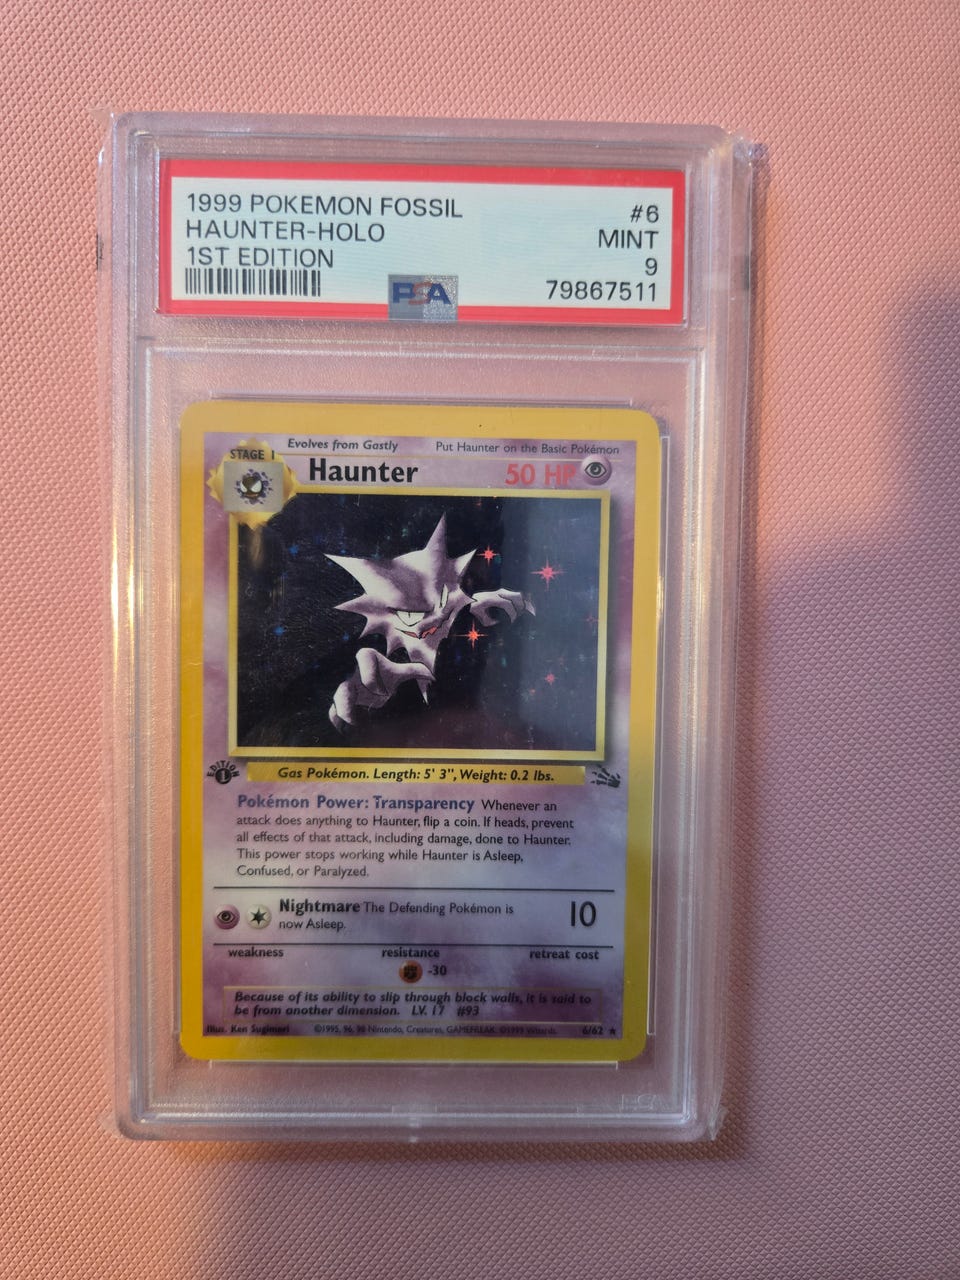 1999 POKEMON FOSSIL #6
HAUNTER-HOLO MINT
1ST EDITION 9
PSA 79867511
Evolves from Gastly Put Haunter on the Basic Pokémon
STAGE 1
Haunter 50 HP
EDITION 1
Gas Pokémon. Length: 5' 3", Weight: 0.2 lbs.
Pokémon Power: Transparency Whenever an
attack does anything to Haunter, flip a coin. If heads, prevent
all effects of that attack, including damage, done to Haunter.
This power stops working while Haunter is Asleep,
Confused, or Paralyzed.
Nightmare The Defending Pokémon is
now Asleep.
10
weakness resistance retreat cost
-30
Because of its ability to slip through block walls, it is said to
be from another dimension. LV. 17 #93
Illus. Ken Sugimori ©1995, 96, 98 Nintendo, Creatures, GAMEFREAK. ©1999 Wizards. 6/62 ★
PSA